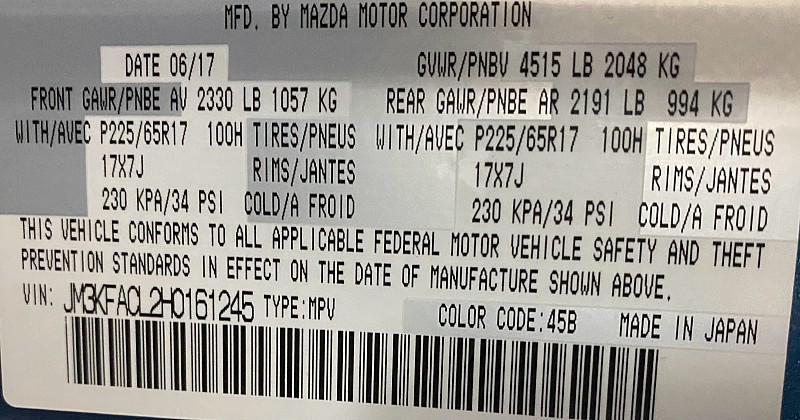 MFD. BY MAZDA MOTOR CORPORATION
DATE 06/17 GVWR/PNBV 4515 LB 2048 KG
FRONT GAWR/PNBE AV 2330 LB 1057 KG REAR GAWR/PNBE AR 2191 LB 994 KG
WITH/AVEC P225/65R17 100H TIRES/PNEUS WITH/AVEC P225/65R17 100H TIRES/PNEUS
17X7J RIMS/JANTES 17X7J RIMS/JANTES
230 KPA/34 PSI COLD/A FROID 230 KPA/34 PSI COLD/A FROID
THIS VEHICLE CONFORMS TO ALL APPLICABLE FEDERAL MOTOR VEHICLE SAFETY AND THEFT
PREVENTION STANDARDS IN EFFECT ON THE DATE OF MANUFACTURE SHOWN ABOVE.
VIN: JM3KFACL2H0161245 TYPE:MPV COLOR CODE:45B MADE IN JAPAN